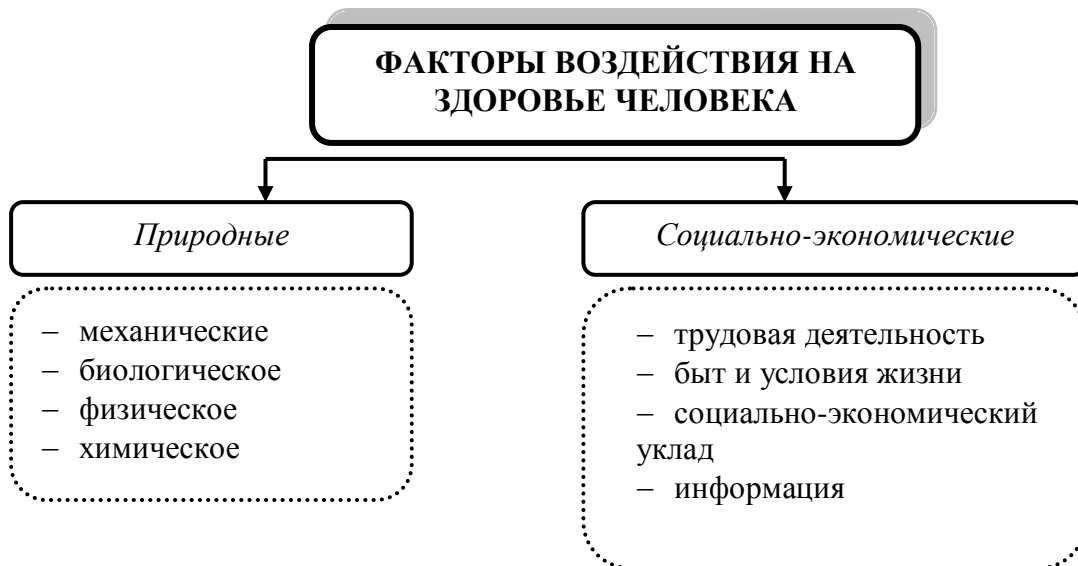 ФАКТОРЫ ВОЗДЕЙСТВИЯ НА
ЗДОРОВЬЕ ЧЕЛОВЕКА
Природные
– механические
– биологическое
– физическое
– химическое
Социально-экономические
– трудовая деятельность
– быт и условия жизни
– социально-экономический
уклад
– информация